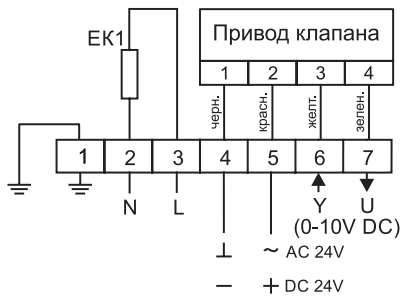 ЕК1
Привод клапана
1 2 3 4
черн. красн. желт. зелен.
1 2 3 4 5 6 7
N L Y U
(0-10V DC)
⊥ ~ AC 24V
− + DC 24V